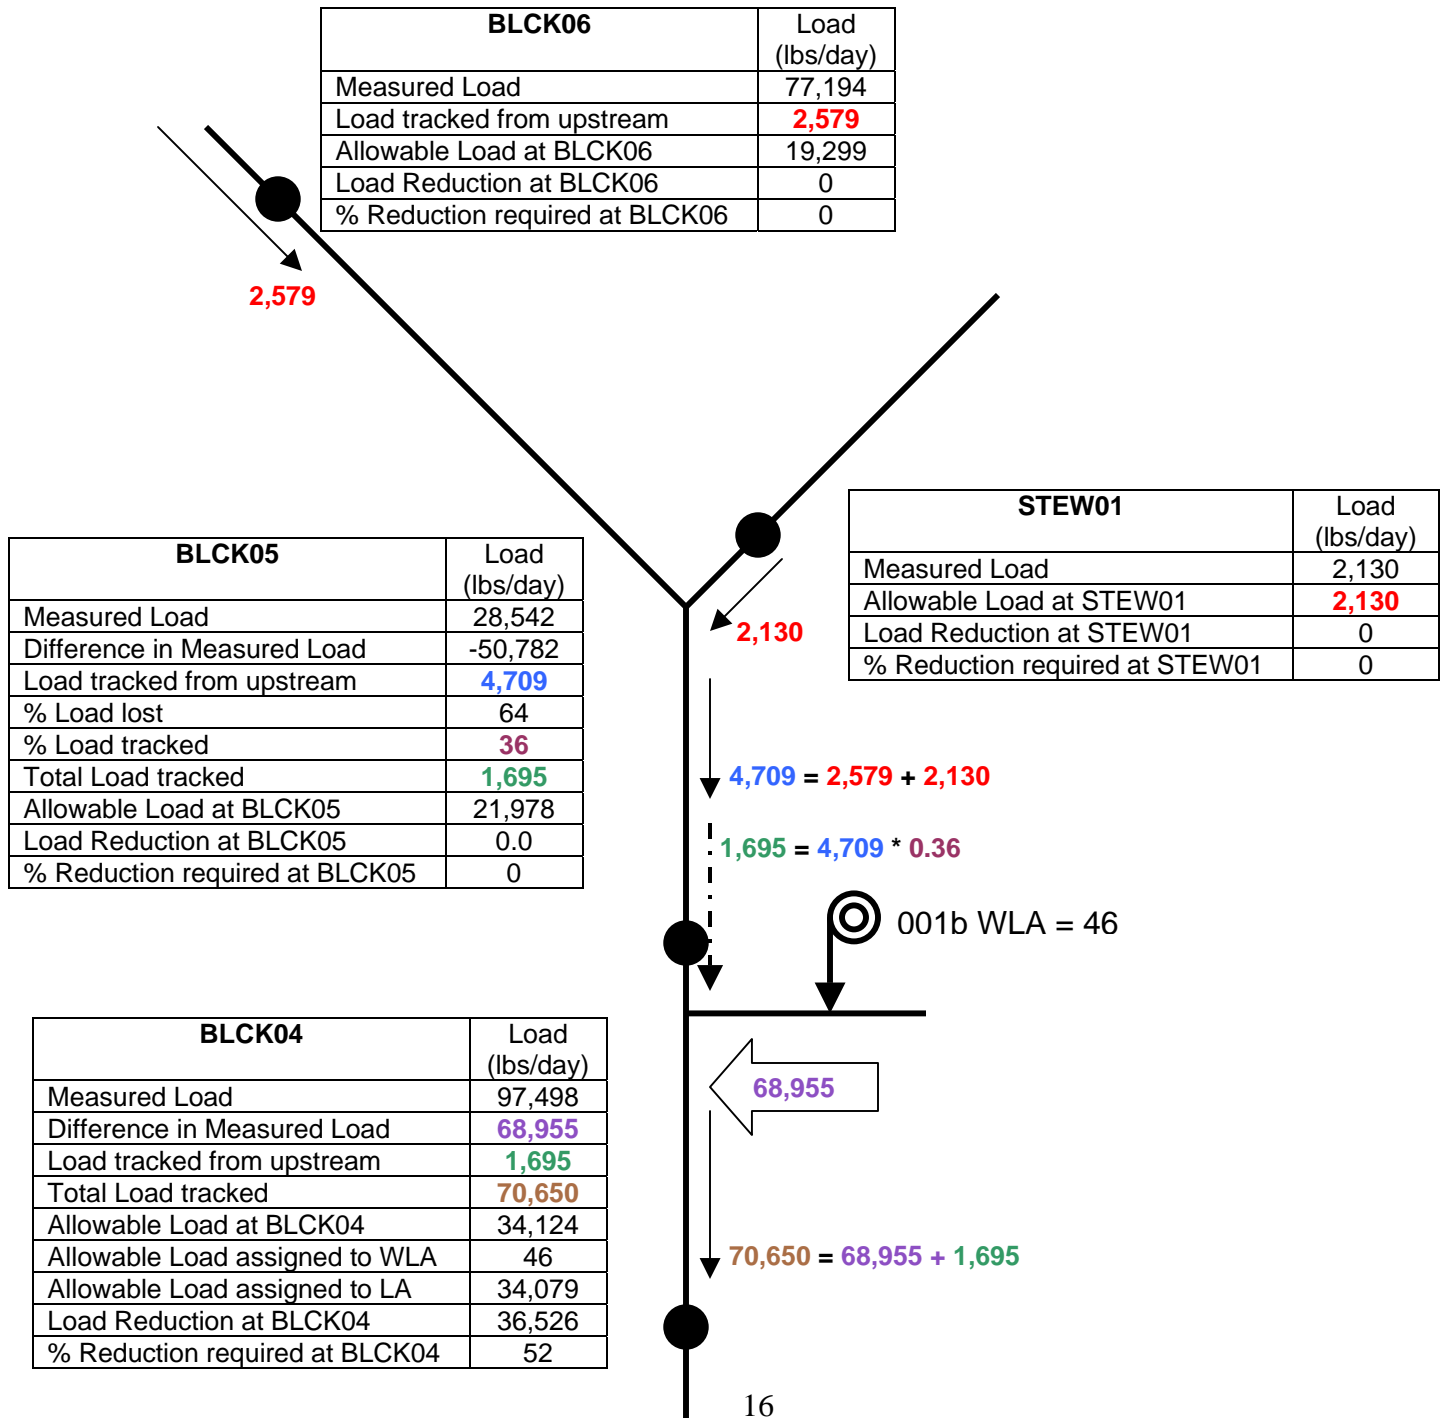 BLCK06 Load
(lbs/day)
Measured Load 77,194
Load tracked from upstream 2,579
Allowable Load at BLCK06 19,299
Load Reduction at BLCK06 0
% Reduction required at BLCK06 0
2,579
STEW01 Load
(lbs/day)
Measured Load 2,130
Allowable Load at STEW01 2,130
Load Reduction at STEW01 0
% Reduction required at STEW01 0
2,130
BLCK05 Load
(lbs/day)
Measured Load 28,542
Difference in Measured Load -50,782
Load tracked from upstream 4,709
% Load lost 64
% Load tracked 36
Total Load tracked 1,695
Allowable Load at BLCK05 21,978
Load Reduction at BLCK05 0.0
% Reduction required at BLCK05 0
4,709 = 2,579 + 2,130
1,695 = 4,709 * 0.36
001b WLA = 46
BLCK04 Load
(lbs/day)
Measured Load 97,498
Difference in Measured Load 68,955
Load tracked from upstream 1,695
Total Load tracked 70,650
Allowable Load at BLCK04 34,124
Allowable Load assigned to WLA 46
Allowable Load assigned to LA 34,079
Load Reduction at BLCK04 36,526
% Reduction required at BLCK04 52
68,955
70,650 = 68,955 + 1,695
16